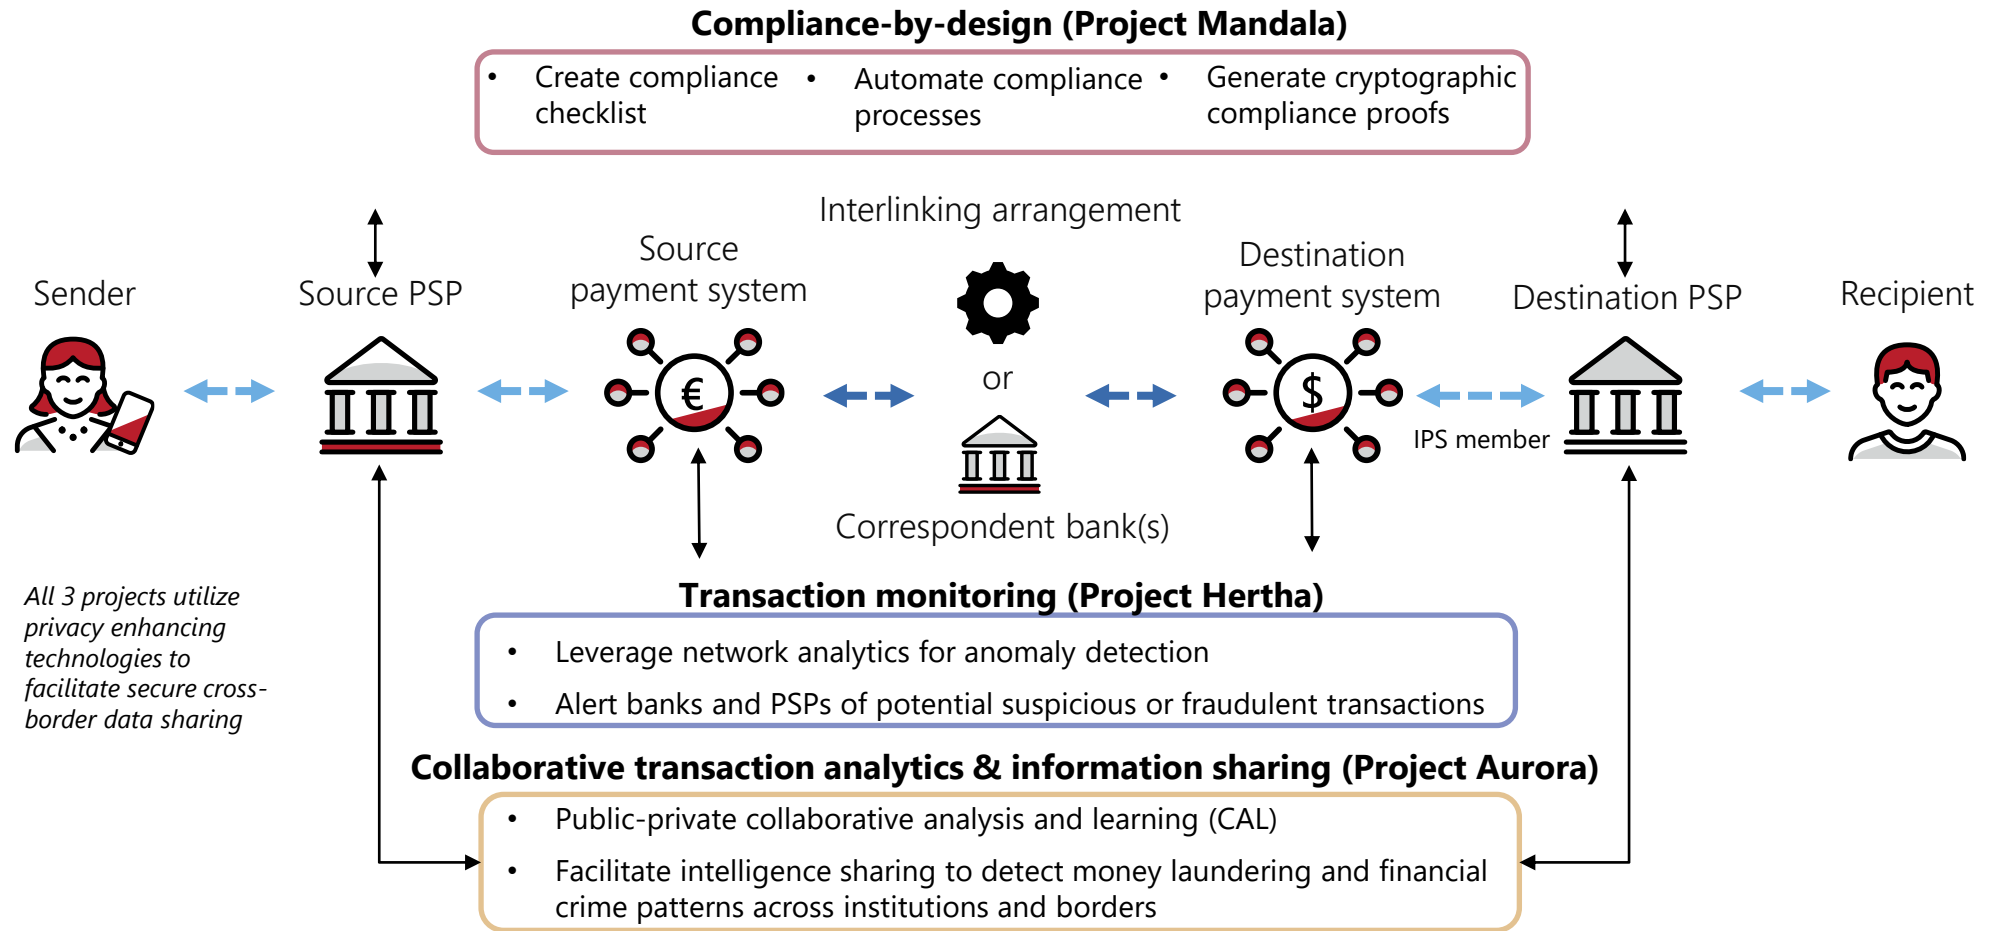 Compliance-by-design (Project Mandala)
• Create compliance
checklist
• Automate compliance
processes
• Generate cryptographic
compliance proofs
Interlinking arrangement
Sender
Source PSP
Source
payment system
Destination
payment system
Destination PSP
Recipient
€
or
$
IPS member
Correspondent bank(s)
All 3 projects utilize
privacy enhancing
technologies to
facilitate secure cross-
border data sharing
Transaction monitoring (Project Hertha)
• Leverage network analytics for anomaly detection
• Alert banks and PSPs of potential suspicious or fraudulent transactions
Collaborative transaction analytics & information sharing (Project Aurora)
• Public-private collaborative analysis and learning (CAL)
• Facilitate intelligence sharing to detect money laundering and financial
crime patterns across institutions and borders